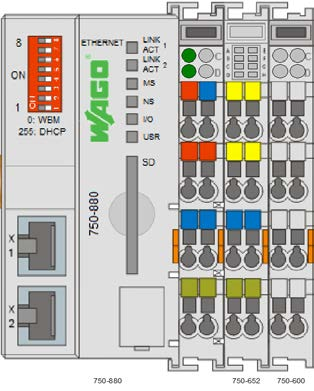 8
ON
1
0: WBM
255: DHCP
ETHERNET
LINK 1
ACT
LINK 2
ACT
MS
NS
I/O
USR
SD
WAGO
750-880
X
1
X
2
C
D
A
B
C
D
E
F
G
H
C
D
750-880
750-652
750-600